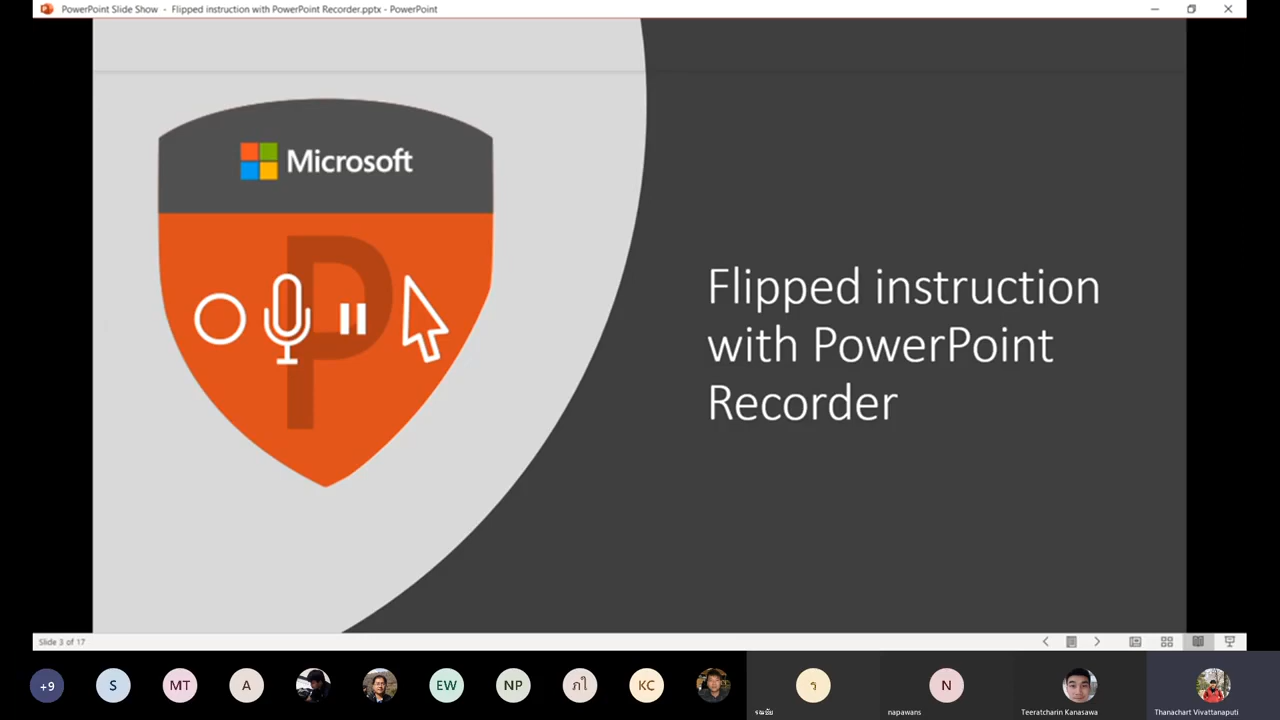 PowerPoint Slide Show - Flipped instruction with PowerPoint Recorder.pptx - PowerPoint
Microsoft
P
Flipped instruction
with PowerPoint
Recorder
Slide 3 of 17
+9
S
MT
A
EW
NP
ภใ
KC
ร
N
napawans
Teeratcharin Kanasawa
Thanachart Vivattanaputi